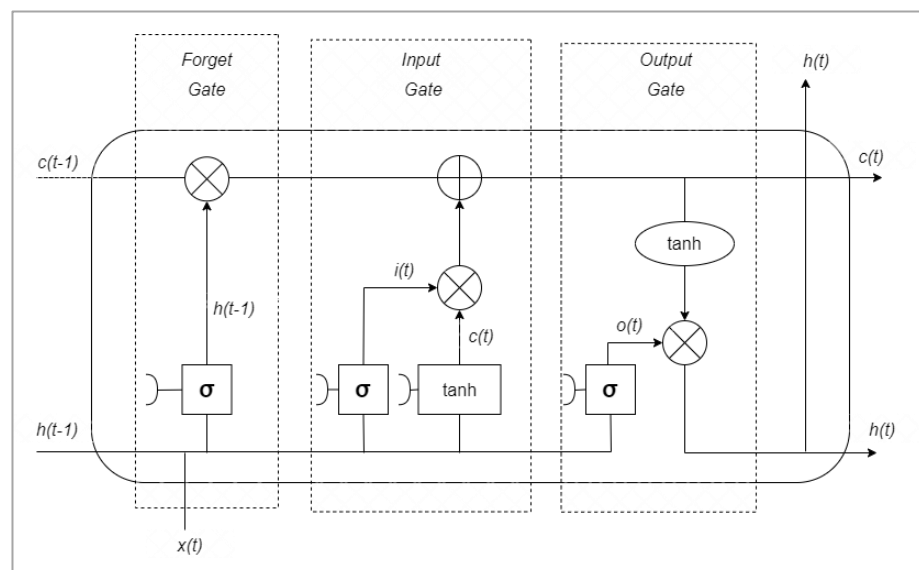 Forget
Gate
Input
Gate
Output
Gate
h(t)
c(t-1)
c(t)
tanh
i(t)
h(t-1)
o(t)
c(t)
σ
σ
tanh
σ
h(t-1)
h(t)
x(t)